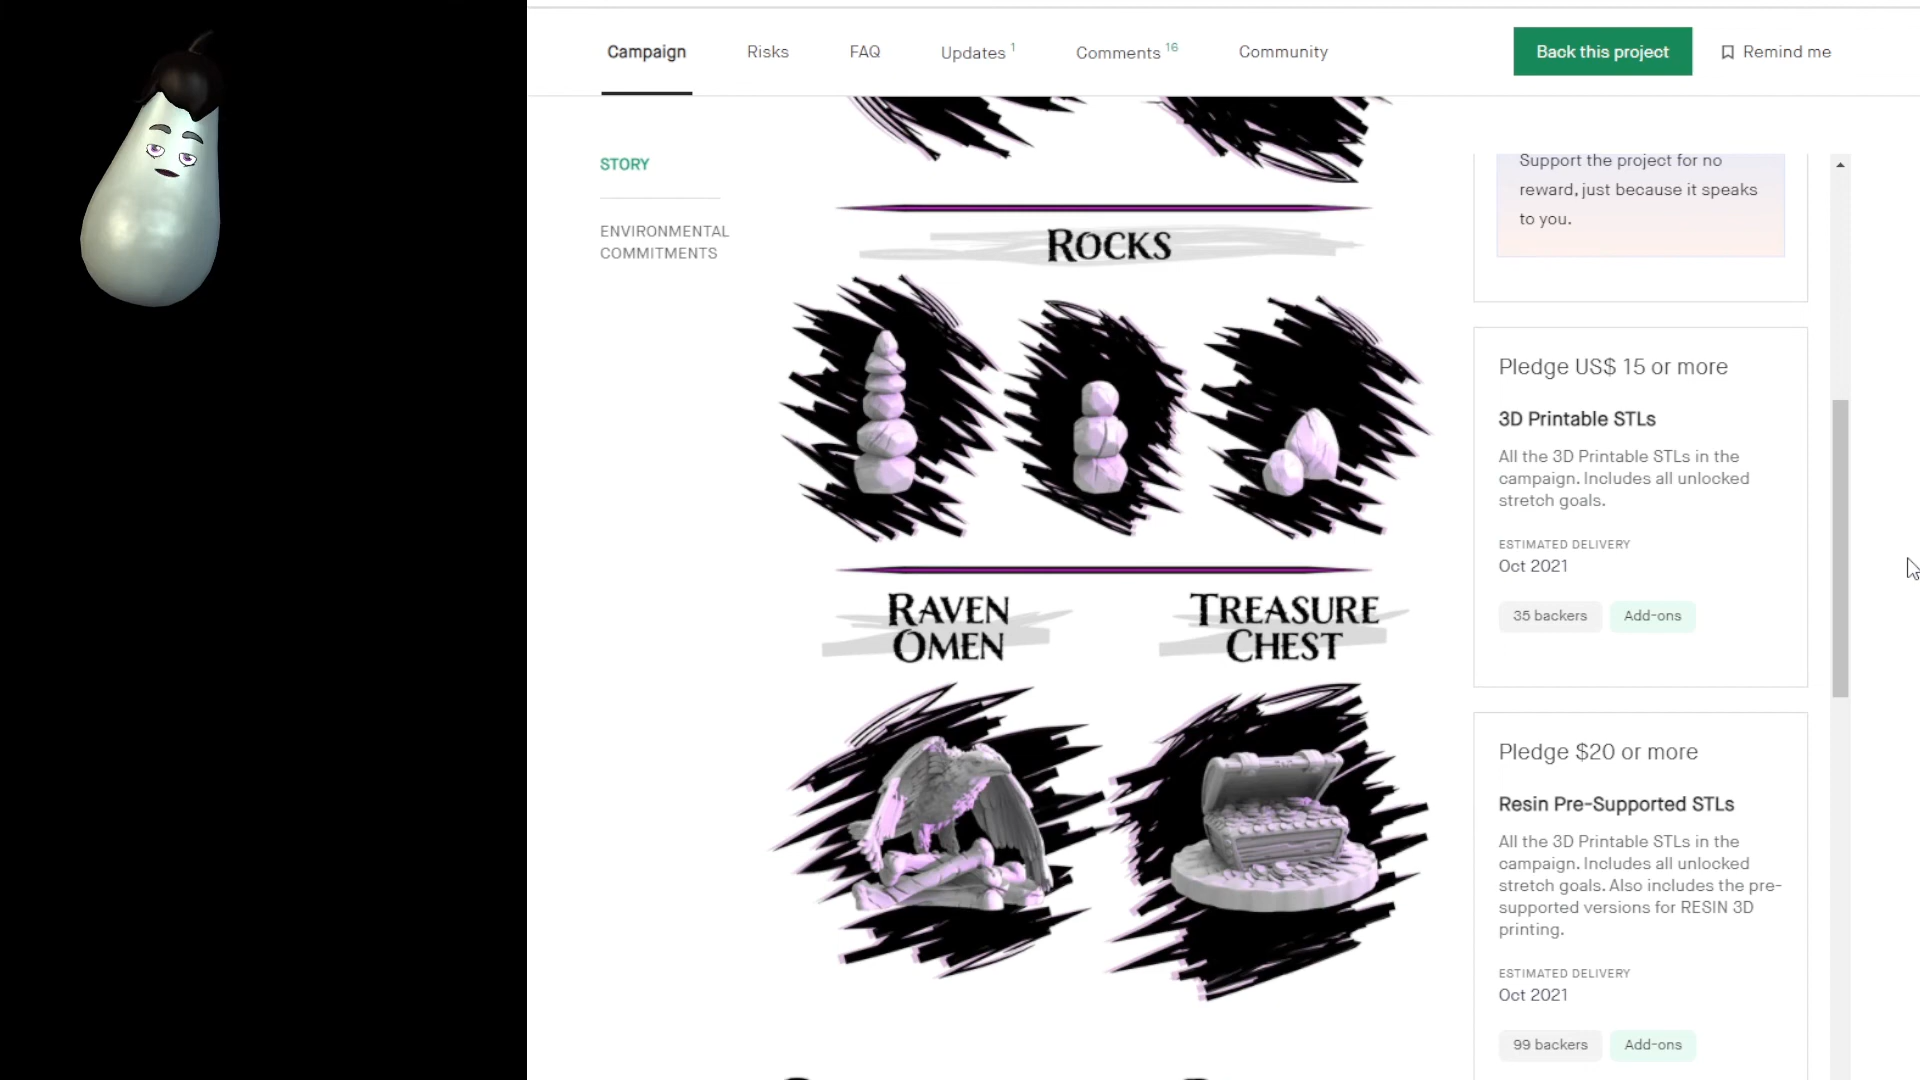 Campaign
Risks
FAQ
Updates 1
Comments 16
Community
Back this project
Remind me
STORY
ENVIRONMENTAL
COMMITMENTS
ROCKS
RAVEN
OMEN
TREASURE
CHEST
Support the project for no
reward, just because it speaks
to you.
Pledge US$ 15 or more
3D Printable STLs
All the 3D Printable STLs in the
campaign. Includes all unlocked
stretch goals.
ESTIMATED DELIVERY
Oct 2021
35 backers
Add-ons
Pledge $20 or more
Resin Pre-Supported STLs
All the 3D Printable STLs in the
campaign. Includes all unlocked
stretch goals. Also includes the pre-
supported versions for RESIN 3D
printing.
ESTIMATED DELIVERY
Oct 2021
99 backers
Add-ons